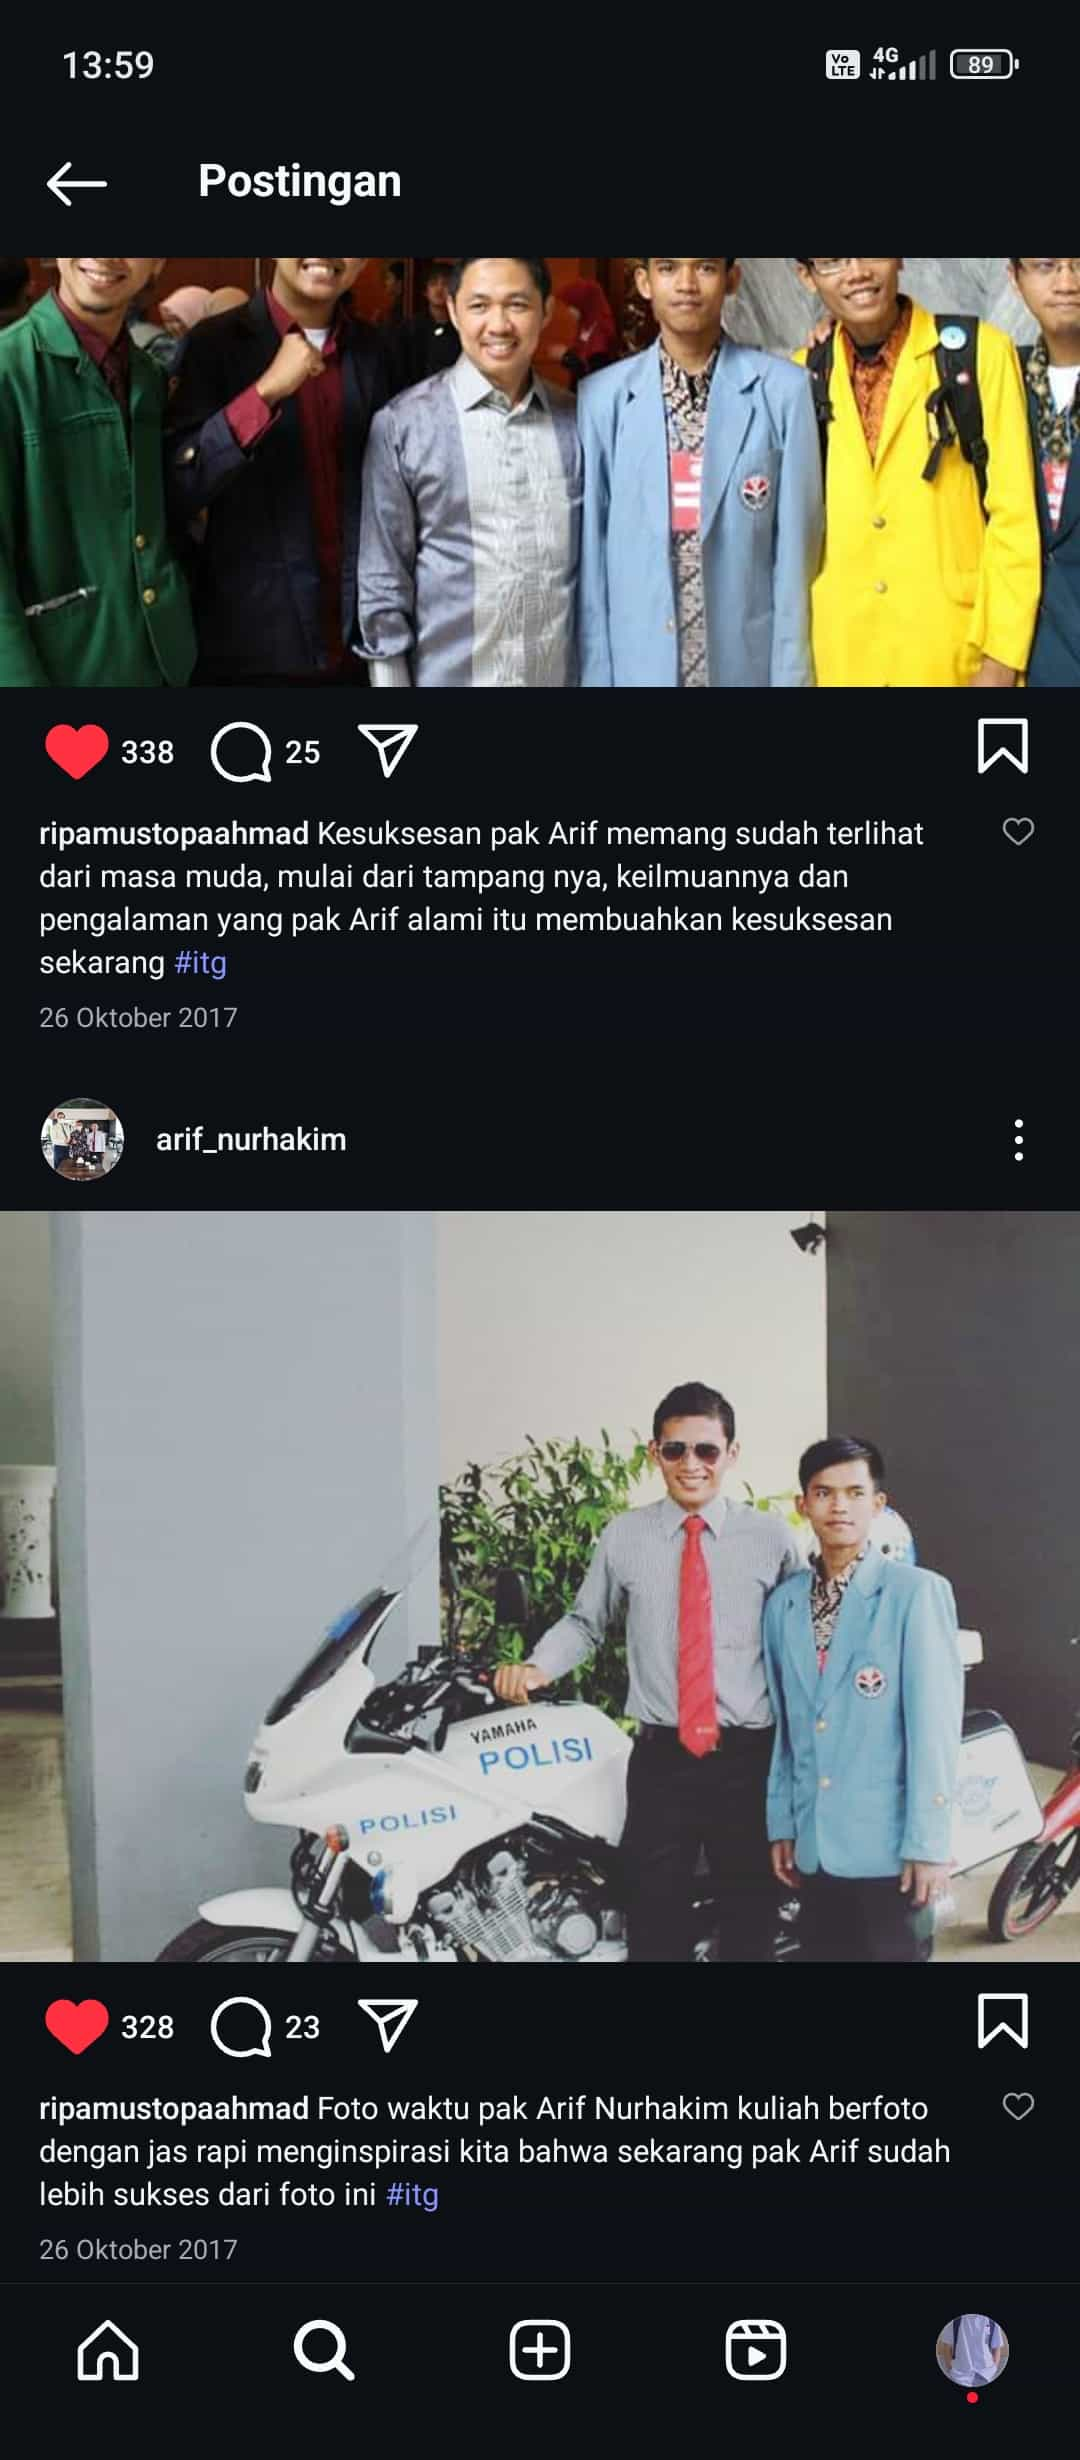 13:59
Vo LTE 4G 89
Postingan
338 25
ripamustopaahmad Kesuksesan pak Arif memang sudah terlihat
dari masa muda, mulai dari tampang nya, keilmuannya dan
pengalaman yang pak Arif alami itu membuahkan kesuksesan
sekarang #itg
26 Oktober 2017
arif_nurhakim
YAMAHA
POLISI
POLISI
328 23
ripamustopaahmad Foto waktu pak Arif Nurhakim kuliah berfoto
dengan jas rapi menginspirasi kita bahwa sekarang pak Arif sudah
lebih sukses dari foto ini #itg
26 Oktober 2017